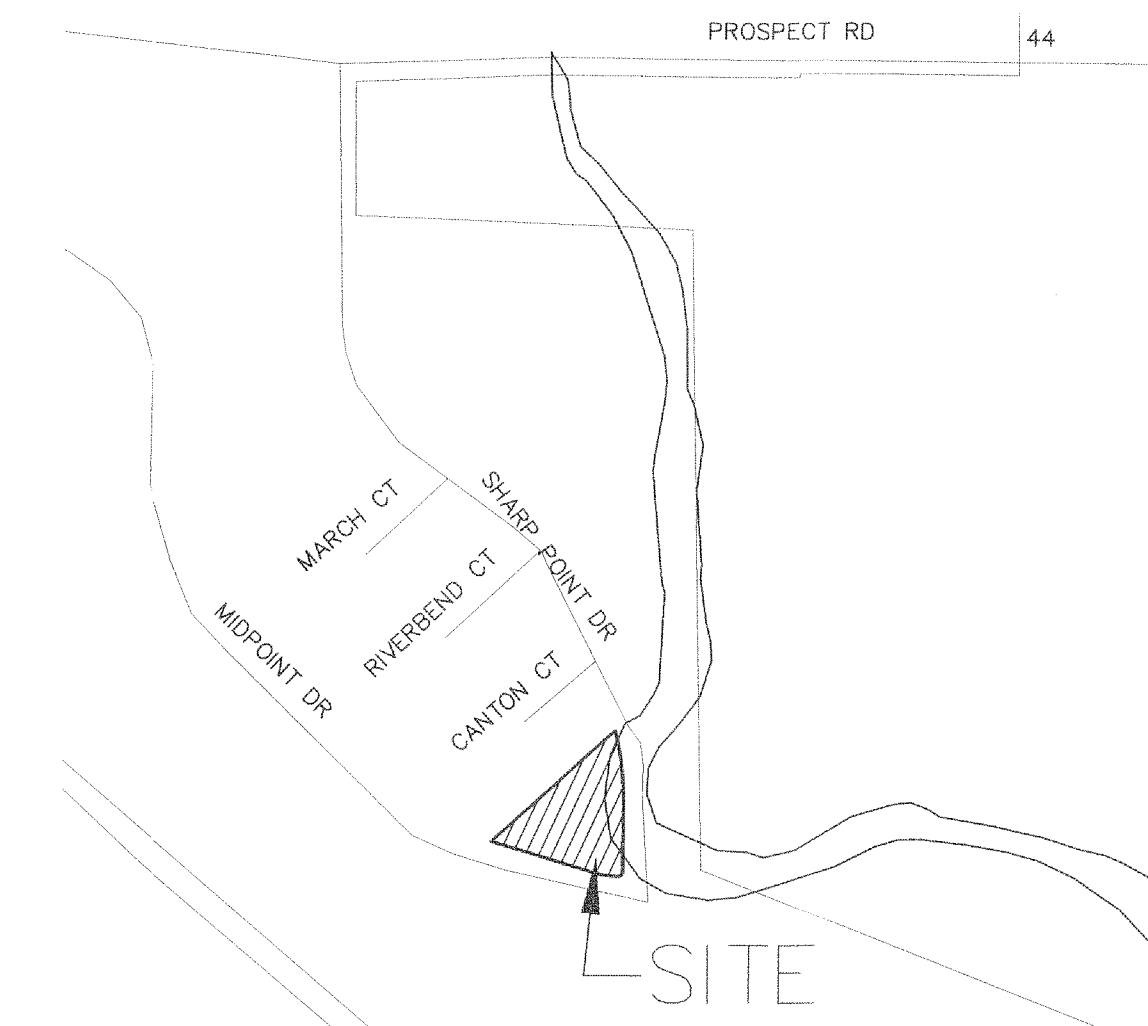 PROSPECT RD
44
MARCH CT
SHARP POINT DR
RIVERBEND CT
MIDPOINT DR
CANTON CT
SITE